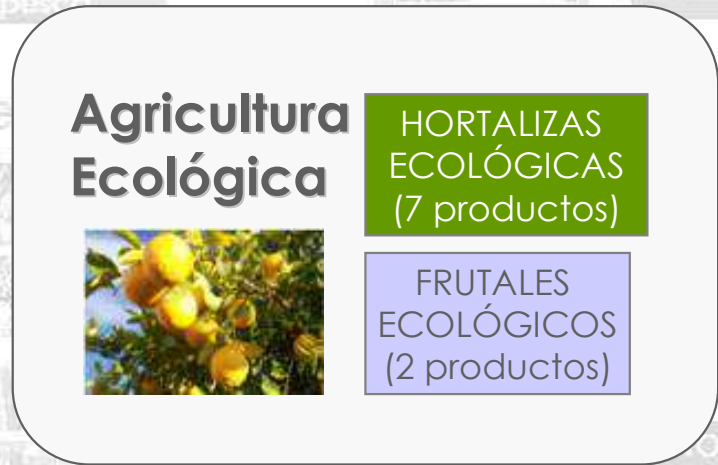 Agricultura
Ecológica
HORTALIZAS
ECOLÓGICAS
(7 productos)
FRUTALES
ECOLÓGICOS
(2 productos)